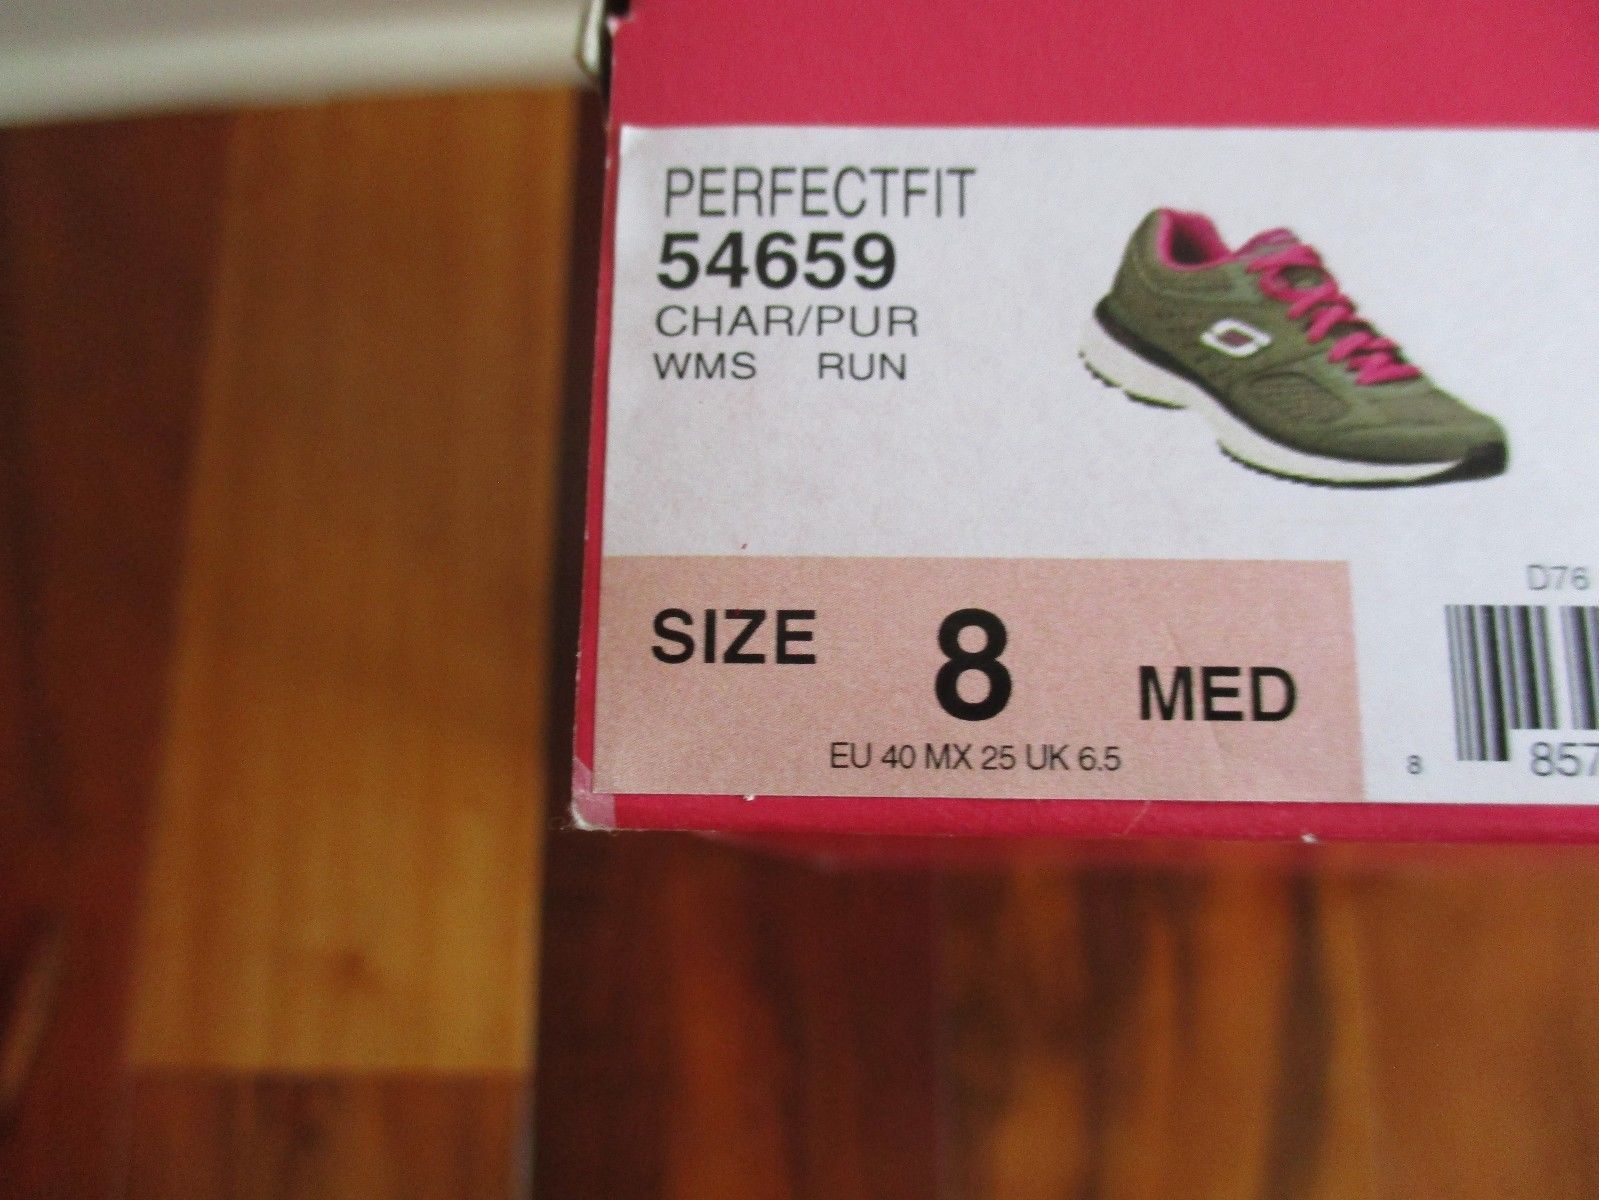 PERFECTFIT
54659
CHAR/PUR
WMS RUN
D76
SIZE 8 MED
EU 40 MX 25 UK 6.5
8 857